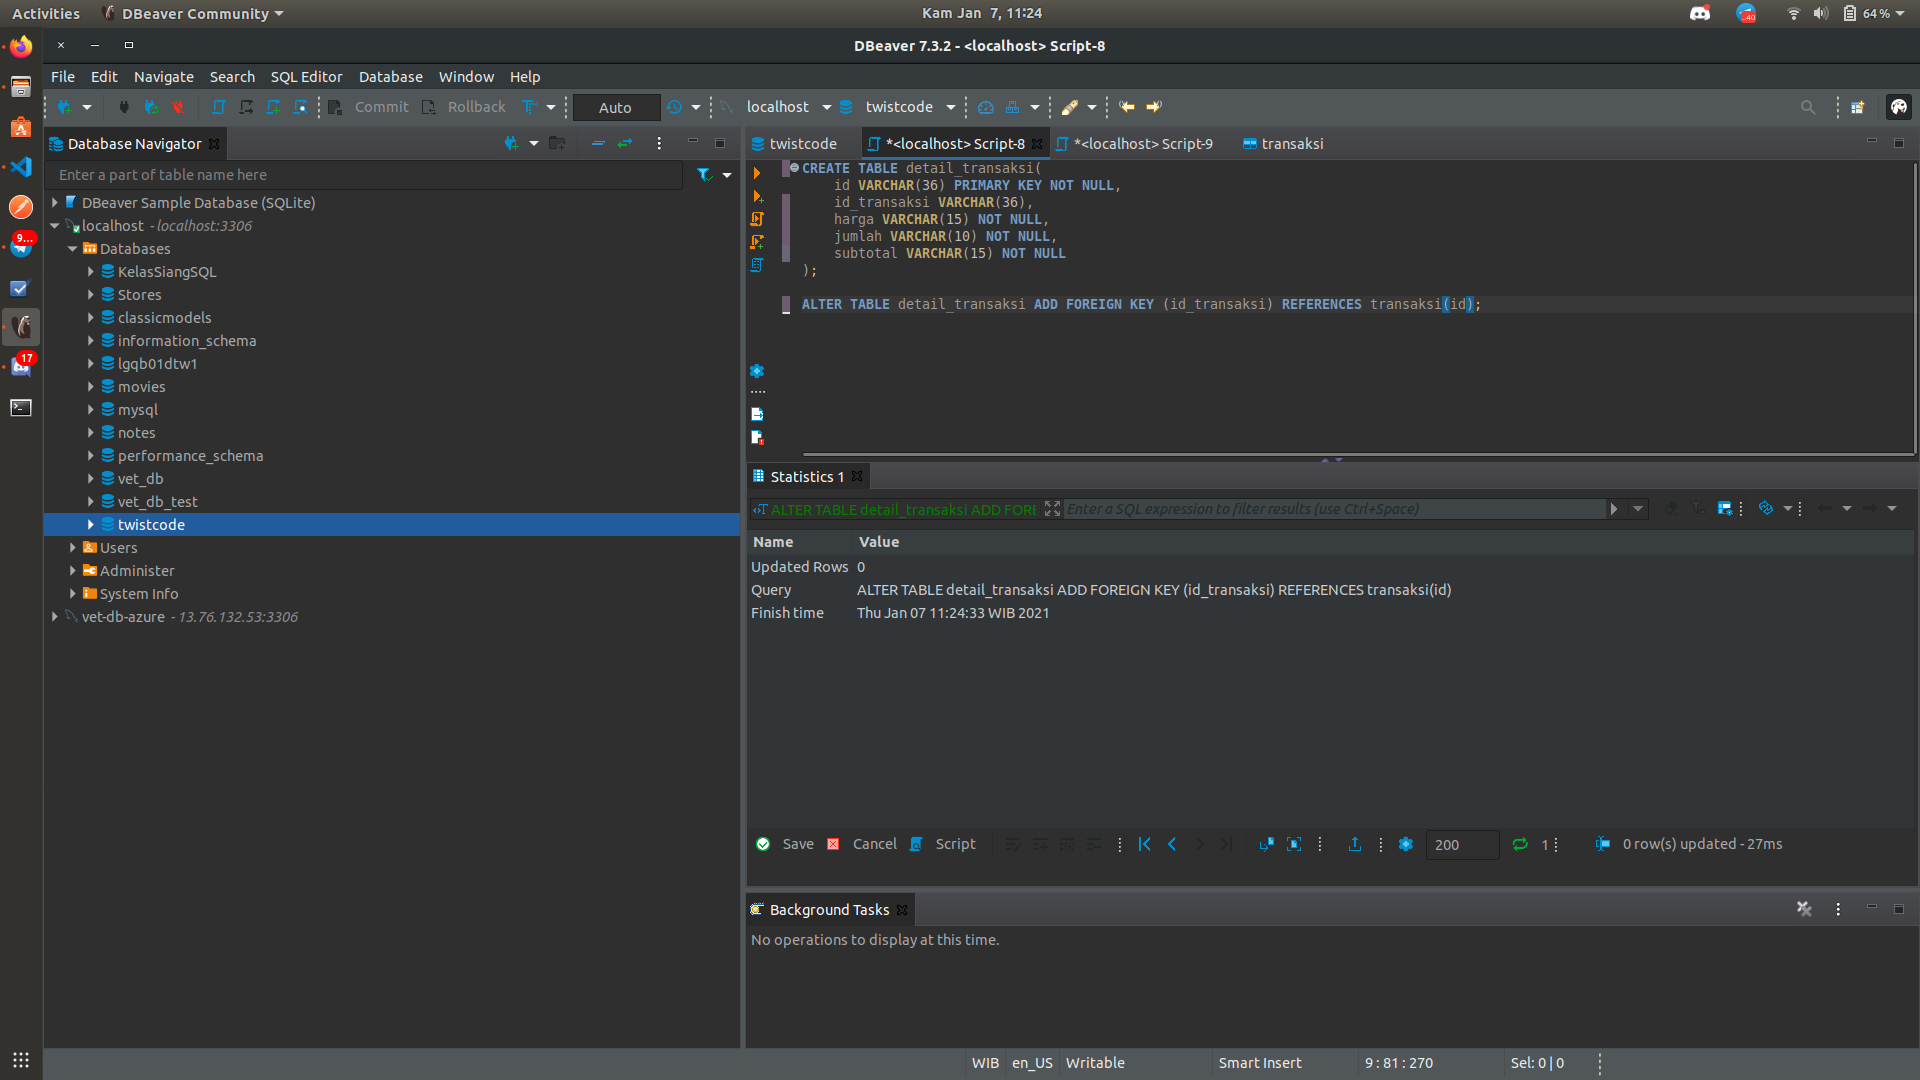 Activities
DBeaver Community
Kam Jan 7, 11:24
64 %
DBeaver 7.3.2 - <localhost> Script-8
File Edit Navigate Search SQL Editor Database Window Help
Commit Rollback Auto localhost twistcode
Database Navigator
Enter a part of table name here
DBeaver Sample Database (SQLite)
localhost - localhost:3306
Databases
KelasSiangSQL
Stores
classicmodels
information_schema
lgqb01dtw1
movies
mysql
notes
performance_schema
vet_db
vet_db_test
twistcode
Users
Administer
System Info
vet-db-azure - 13.76.132.53:3306
9...
17
twistcode *<localhost> Script-8 *<localhost> Script-9 transaksi
CREATE TABLE detail_transaksi(
id VARCHAR(36) PRIMARY KEY NOT NULL,
id_transaksi VARCHAR(36),
harga VARCHAR(15) NOT NULL,
jumlah VARCHAR(10) NOT NULL,
subtotal VARCHAR(15) NOT NULL
);
ALTER TABLE detail_transaksi ADD FOREIGN KEY (id_transaksi) REFERENCES transaksi(id);
Statistics 1
ALTER TABLE detail_transaksi ADD FORE Enter a SQL expression to filter results (use Ctrl+Space)
Name Value
Updated Rows 0
Query ALTER TABLE detail_transaksi ADD FOREIGN KEY (id_transaksi) REFERENCES transaksi(id)
Finish time Thu Jan 07 11:24:33 WIB 2021
Save Cancel Script 200 1 0 row(s) updated - 27ms
Background Tasks
No operations to display at this time.
WIB en_US Writable Smart Insert 9 : 81 : 270 Sel: 0 | 0